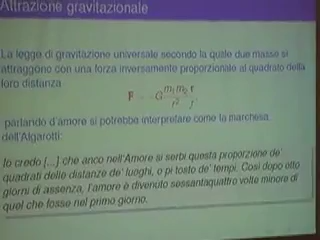 Attrazione gravitazionale
La legge di gravitazione universale secondo la quale due masse si
attraggono con una forza inversamente proporzionale al quadrato della
loro distanza
F = −G m₁m₂/r² r/r,
parlando d'amore si potrebbe interpretare come la marchesa
dell'Algarotti:
Io credo [...] che anco nell'Amore si serbi questa proporzione de'
quadrati delle distanze de' luoghi, o pi tosto de' tempi. Così dopo otto
giorni di assenza, l'amore è divenuto sessantaquattro volte minore di
quel che fosse nel primo giorno.